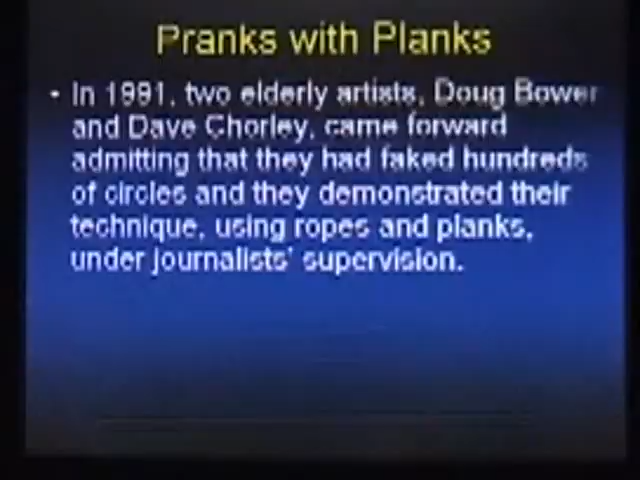 Pranks with Planks
• In 1991, two elderly artists, Doug Bower
and Dave Chorley, came forward
admitting that they had faked hundreds
of circles and they demonstrated their
technique, using ropes and planks,
under journalists' supervision.